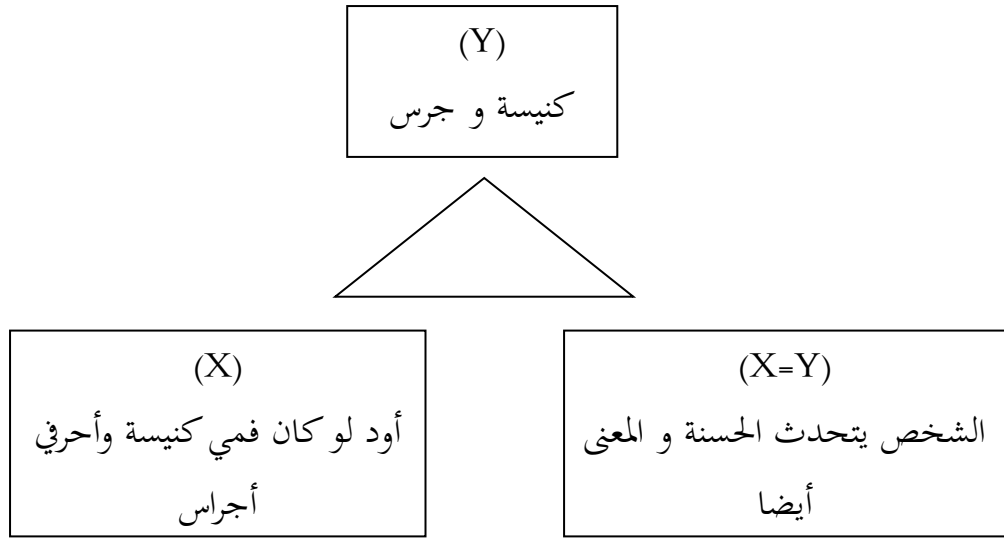 (Y)
كنيسة و جرس
(X)
أود لو كان فمي كنيسة وأحرفي
أجراس
(X=Y)
الشخص يتحدث الحسنة و المعنى
أيضا